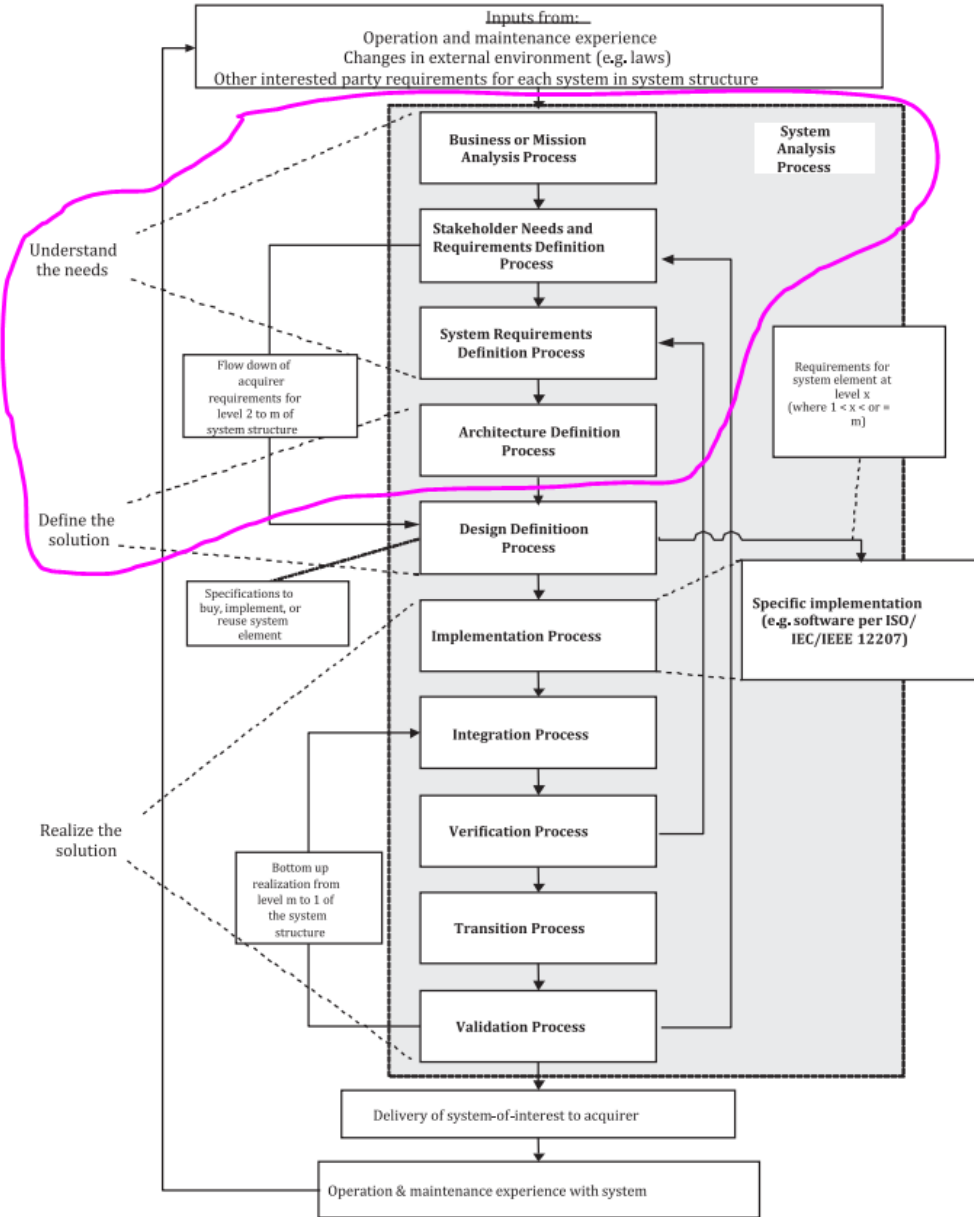 Inputs from:
Operation and maintenance experience
Changes in external environment (e.g. laws)
Other interested party requirements for each system in system structure
System
Analysis
Process
Business or Mission
Analysis Process
Stakeholder Needs and
Requirements Definition
Process
Understand
the needs
System Requirements
Definition Process
Flow down of
acquirer
requirements for
level 2 to m of
system structure
Requirements for
system element at
level x
(where 1 < x < or =
m)
Architecture Definition
Process
Define the
solution
Design Definitioon
Process
Specifications to
buy, implement, or
reuse system
element
Implementation Process
Specific implementation
(e.g. software per ISO/
IEC/IEEE 12207)
Integration Process
Realize the
solution
Verification Process
Bottom up
realization from
level m to 1 of
the system
structure
Transition Process
Validation Process
Delivery of system-of-interest to acquirer
Operation & maintenance experience with system